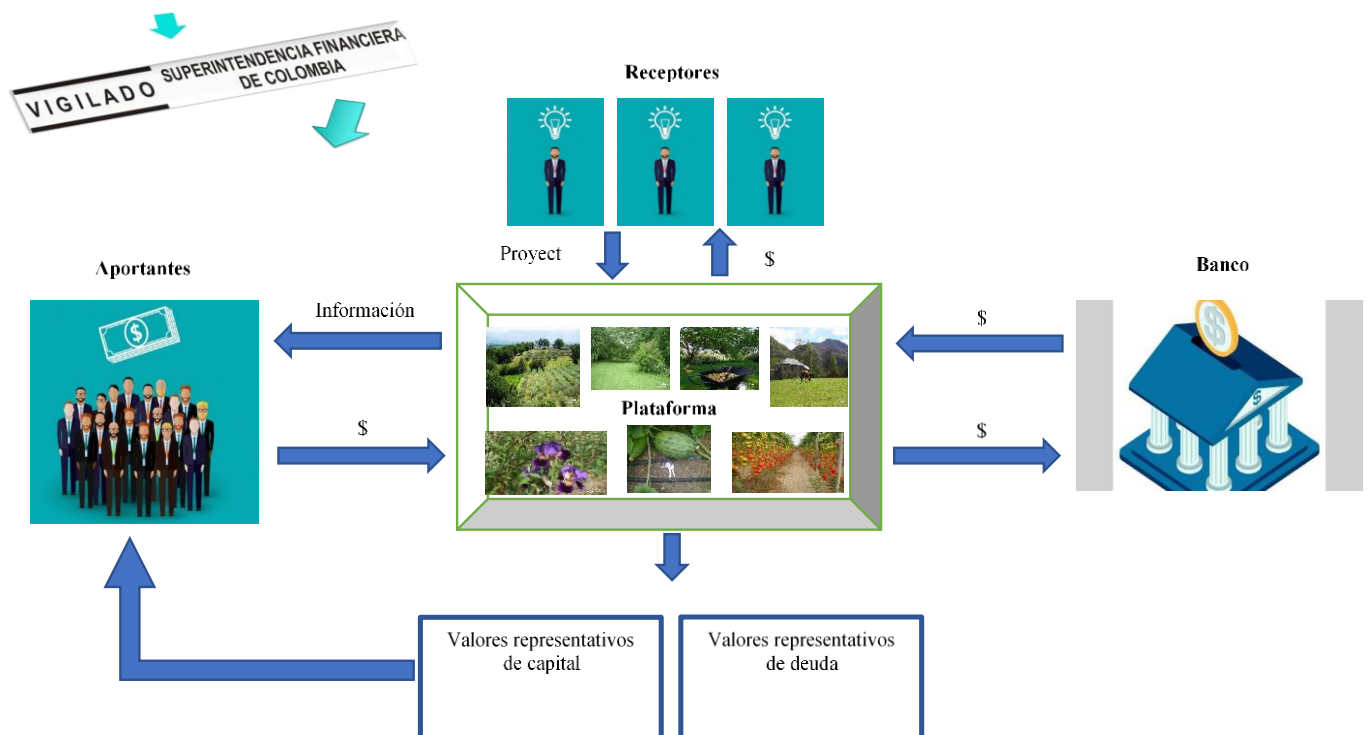 VIGILADO
SUPERINTENDENCIA FINANCIERA
DE COLOMBIA
Receptores
Proyect
$
Aportantes
Banco
Información
$
$
$
Plataforma
Valores representativos
de capital
Valores representativos
de deuda